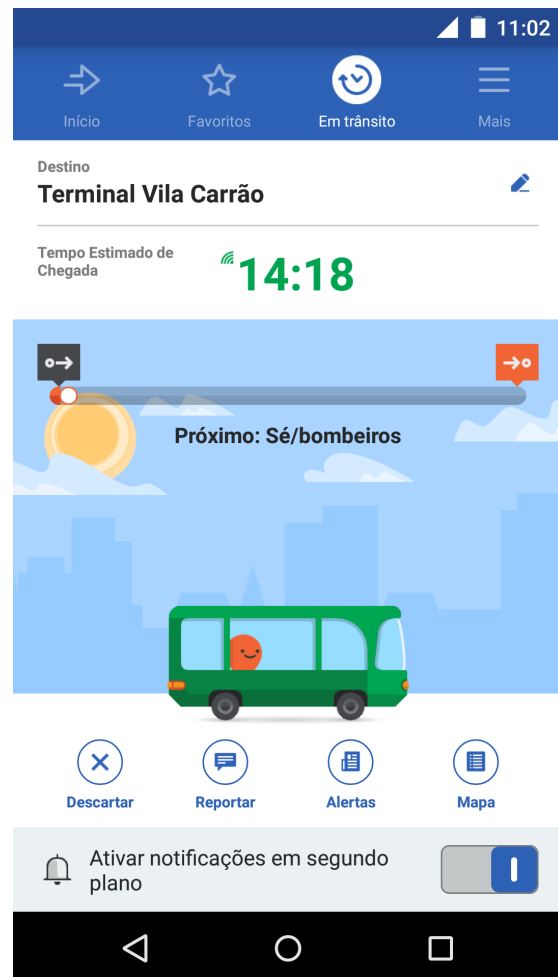 11:02
Início
Favoritos
Em trânsito
Mais
Destino
Terminal Vila Carrão
Tempo Estimado de
Chegada
14:18
Próximo: Sé/bombeiros
Descartar
Reportar
Alertas
Mapa
Ativar notificações em segundo
plano